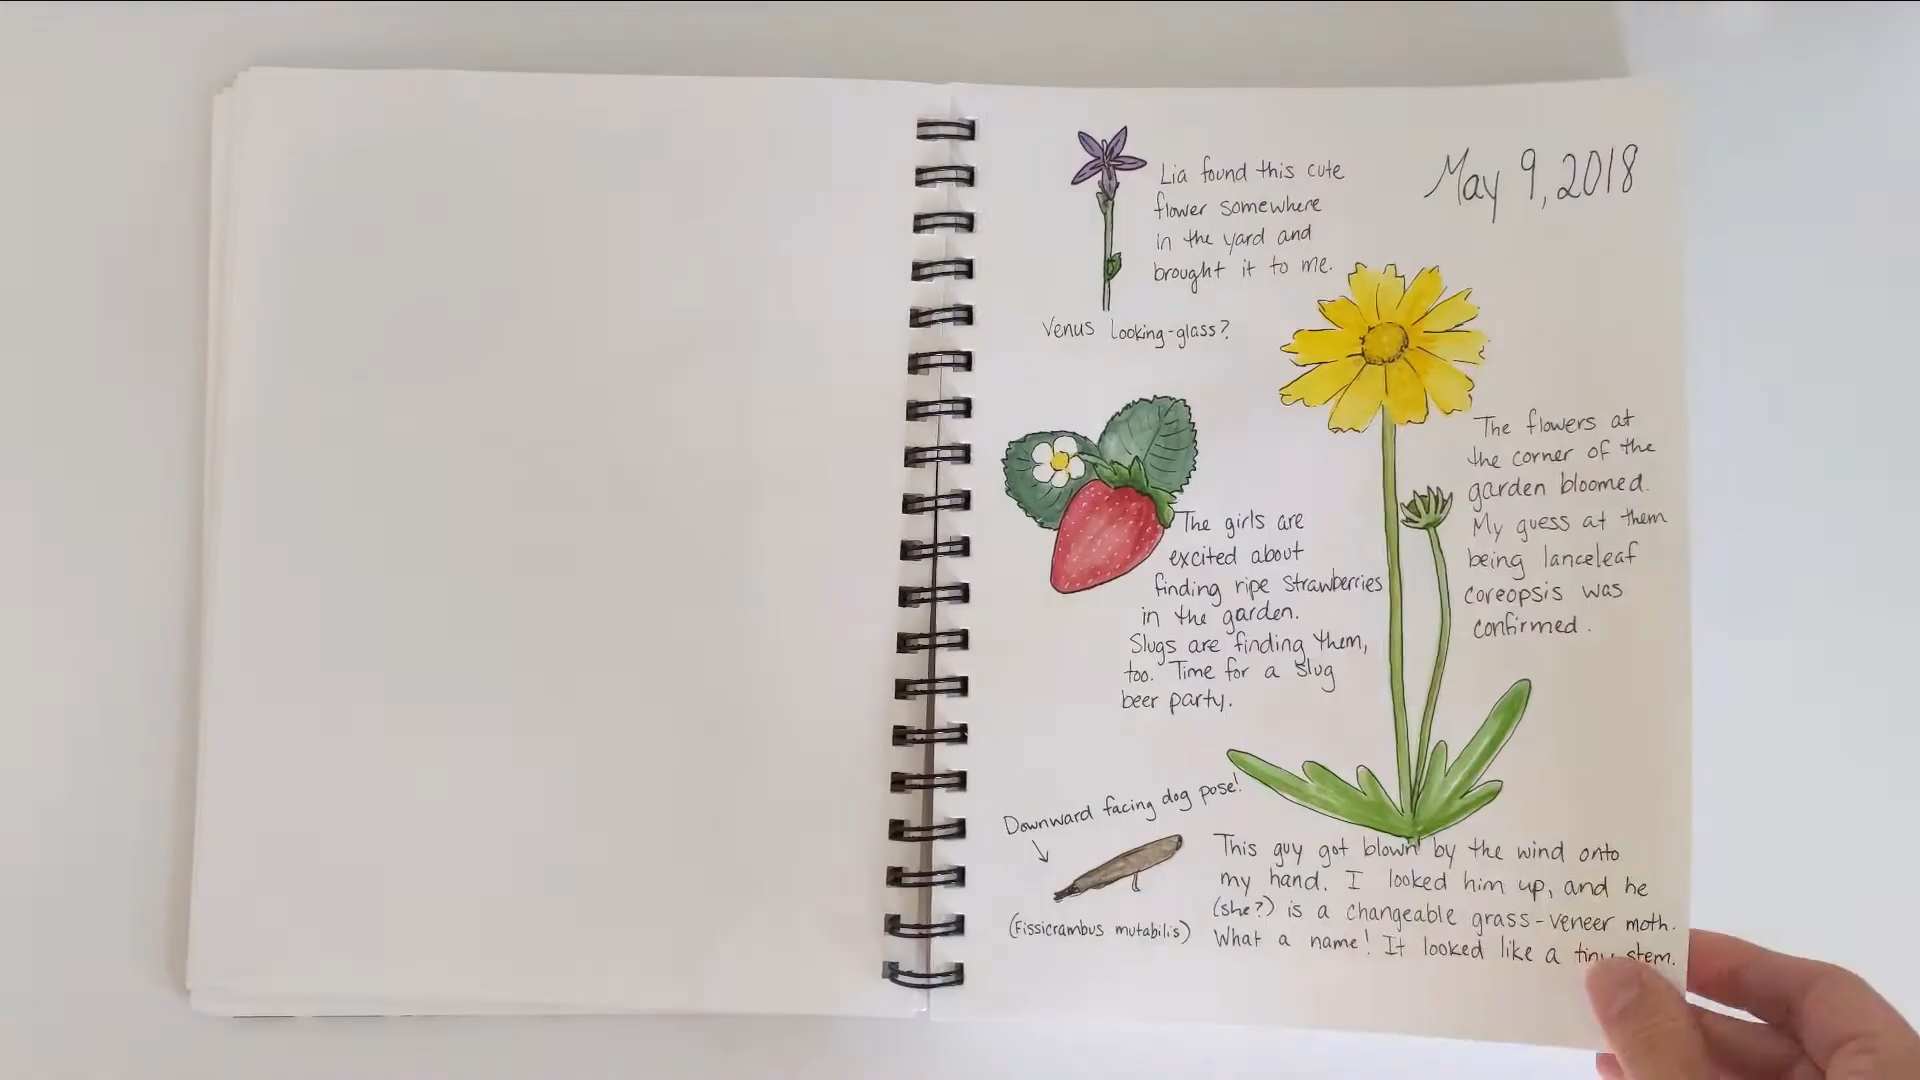 May 9, 2018
Lia found this cute
flower somewhere
in the yard and
brought it to me.
Venus Looking-glass?
The flowers at
the corner of the
garden bloomed.
My guess at them
being lanceleaf
coreopsis was
confirmed.
The girls are
excited about
finding ripe strawberries
in the garden.
Slugs are finding them,
too. Time for a slug
beer party.
Downward facing dog pose!
(Fissicrambus mutabilis)
This guy got blown by the wind onto
my hand. I looked him up, and he
(she?) is a changeable grass-veneer moth.
What a name! It looked like a tiny stem.